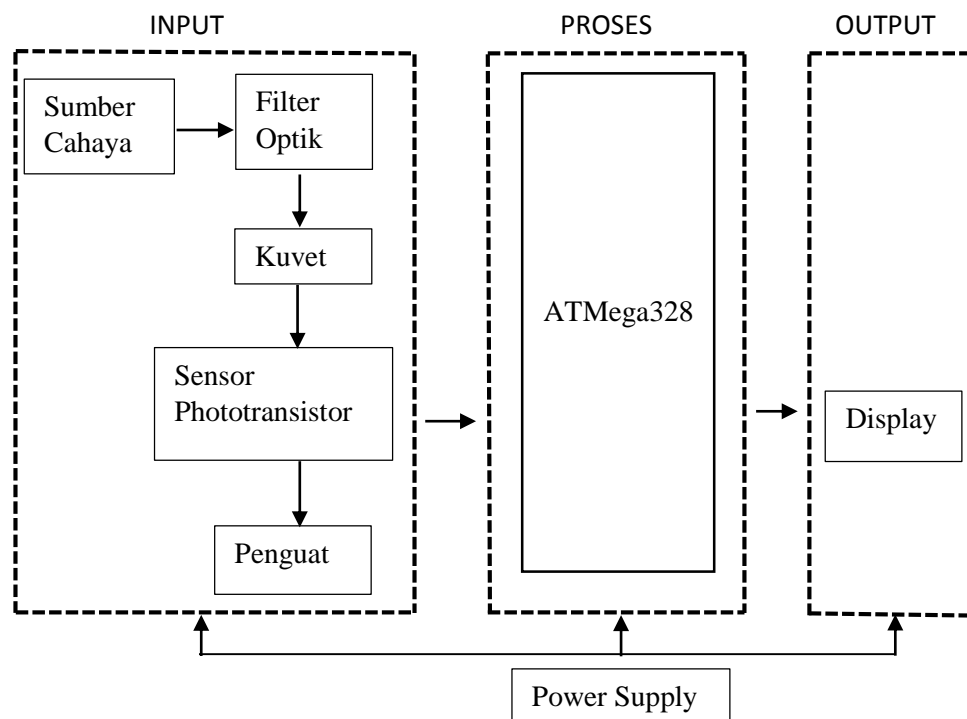 INPUT
PROSES
OUTPUT
Sumber
Cahaya
Filter
Optik
Kuvet
Sensor
Phototransistor
Penguat
ATMega328
Display
Power Supply